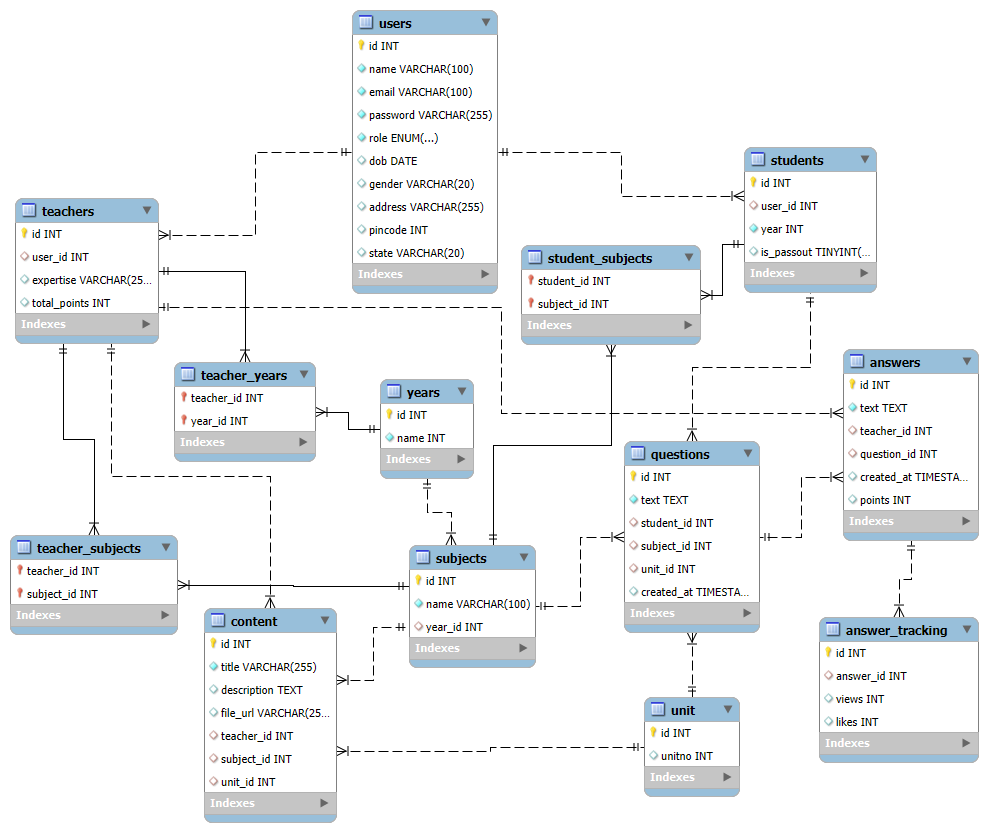 users
id INT
name VARCHAR(100)
email VARCHAR(100)
password VARCHAR(255)
role ENUM(...)
dob DATE
gender VARCHAR(20)
address VARCHAR(255)
pincode INT
state VARCHAR(20)
Indexes
students
id INT
user_id INT
year INT
is_passout TINYINT(...
Indexes
teachers
id INT
user_id INT
expertise VARCHAR(25...
total_points INT
Indexes
student_subjects
student_id INT
subject_id INT
Indexes
teacher_years
teacher_id INT
year_id INT
Indexes
years
id INT
name INT
Indexes
answers
id INT
text TEXT
teacher_id INT
question_id INT
created_at TIMESTA...
points INT
Indexes
questions
id INT
text TEXT
student_id INT
subject_id INT
unit_id INT
created_at TIMESTA...
Indexes
teacher_subjects
teacher_id INT
subject_id INT
Indexes
subjects
id INT
name VARCHAR(100)
year_id INT
Indexes
content
id INT
title VARCHAR(255)
description TEXT
file_url VARCHAR(25...
teacher_id INT
subject_id INT
unit_id INT
Indexes
answer_tracking
id INT
answer_id INT
views INT
likes INT
Indexes
unit
id INT
unitno INT
Indexes